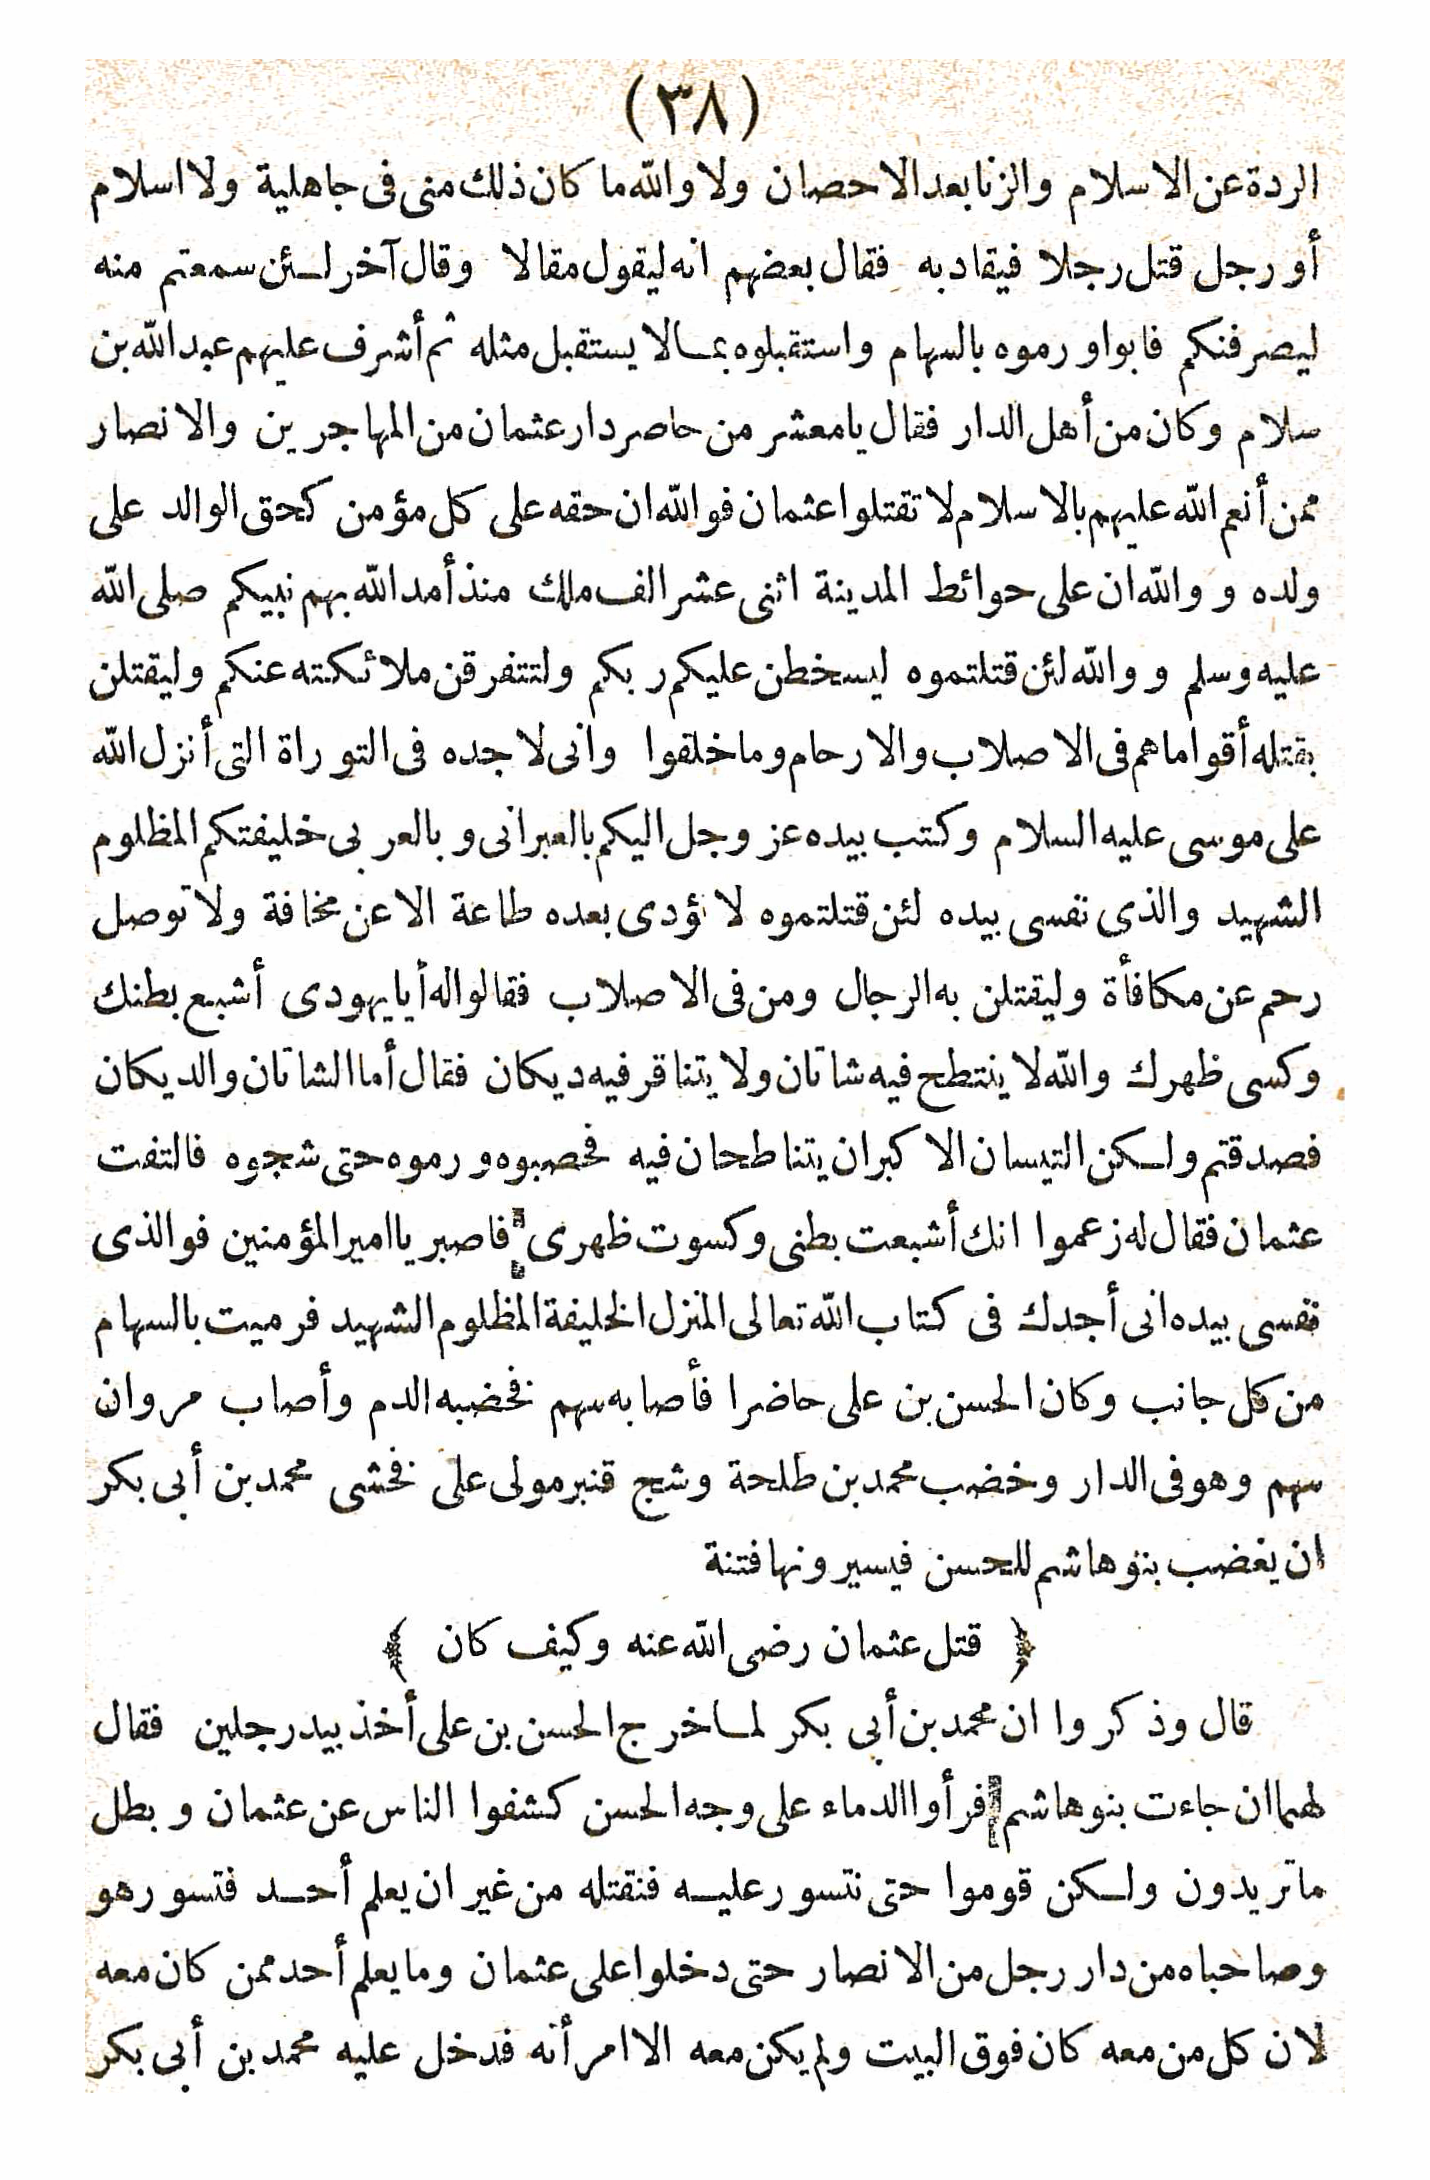 (٣٨)
الردة عن الاسلام والزنا بعد الاحصان ولا والله ما كان ذلك منى فى جاهلية ولا اسلام
أو رجل قتل رجلا فيقاد به فقال بعضهم انه ليقول مقالا وقال آخر لئن سمعتم منه
ليصرفنكم فابوا ورموه بالسهام واستقبلوه بما لا يستقبل مثله ثم أشرف عليهم عبد الله بن
سلام وكان من أهل الدار فقال يا معشر من حاصر دار عثمان من المهاجرين والانصار
ممن أنعم الله عليهم بالاسلام لا تقتلوا عثمان فوالله ان حقه على كل مؤمن كحق الوالد على
ولده و والله ان على حوائط المدينة اثنى عشر الف ملك منذ أمد الله بهم نبيكم صلى الله
عليه وسلم و والله لئن قتلتموه ليسخطن عليكم ربكم ولتتفرقن ملائكته عنكم وليقتلن
بقتله أقواما هم فى الاصلاب والارحام وما خلقوا وانى لاجده فى التوراة التى أنزل الله
على موسى عليه السلام وكتب بيده عز وجل اليكم بالعبرانى وبالعربى خليفتكم المظلوم
الشهيد والذى نفسى بيده لئن قتلتموه لا تؤدى بعده طاعة الا عن مخافة ولا توصل
رحم عن مكافأة وليقتلن به الرجال ومن فى الاصلاب فقالوا له أيا يهودى أشبع بطنك
وكسى ظهرك والله لا ينتطح فيه شاتان ولا يتناقر فيه ديكان فقال أما الشاتان والديكان
فصدقتم ولكن التيسان الاكبران يتناطحان فيه فحصبوه ورموه حتى شجوه فالتفت
عثمان فقال له زعموا انك أشبعت بطنى وكسوت ظهرى فاصبر يا امير المؤمنين فوالذى
نفسى بيده انى أجدك فى كتاب الله تعالى المنزل الخليفة المظلوم الشهيد فرميت بالسهام
من كل جانب وكان الحسن بن على حاضرا فأصابه سهم فخضبه الدم وأصاب مروان
سهم وهو فى الدار وخضب محمد بن طلحة وشج قنبر مولى على فخشى محمد بن أبى بكر
ان يغضب بنو هاشم للحسن فيسيرونها فتنة
﴿ قتل عثمان رضى الله عنه وكيف كان ﴾
قال وذكروا ان محمد بن أبى بكر لما خرج الحسن بن على أخذ بيد رجلين فقال
لهما ان جاءت بنو هاشم فرأوا الدماء على وجه الحسن كشفوا الناس عن عثمان وبطل
ما تريدون ولكن قوموا حتى نتسور عليه فنقتله من غير ان يعلم أحد فتسور هو
وصاحباه من دار رجل من الانصار حتى دخلوا على عثمان وما يعلم أحد ممن كان معه
لان كل من معه كان فوق البيت ولم يكن معه الا امرأته فدخل عليه محمد بن أبى بكر